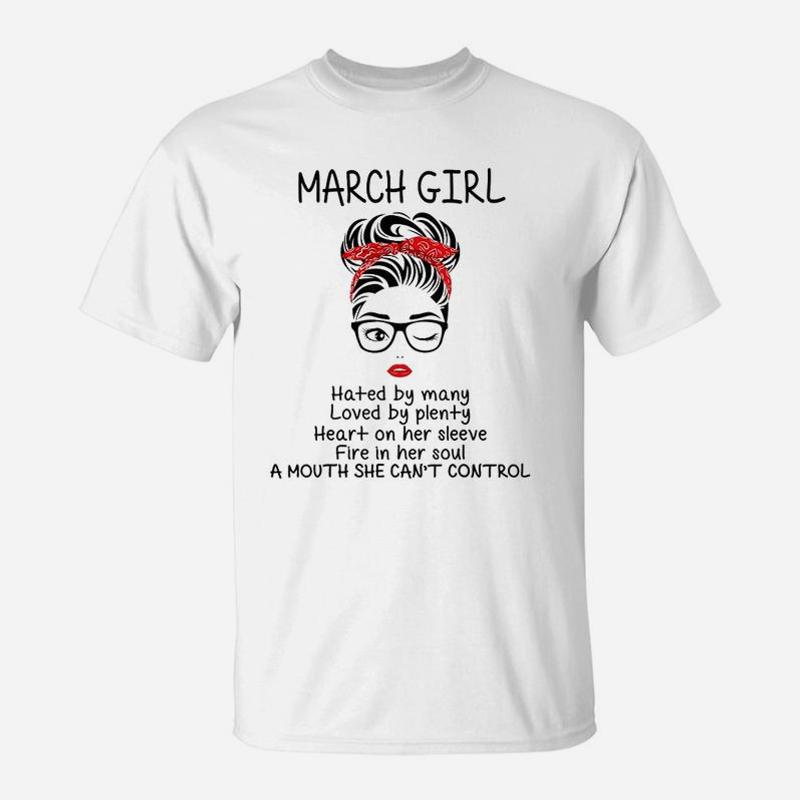 MARCH GIRL
Hated by many
Loved by plenty
Heart on her sleeve
Fire in her soul
A MOUTH SHE CAN'T CONTROL